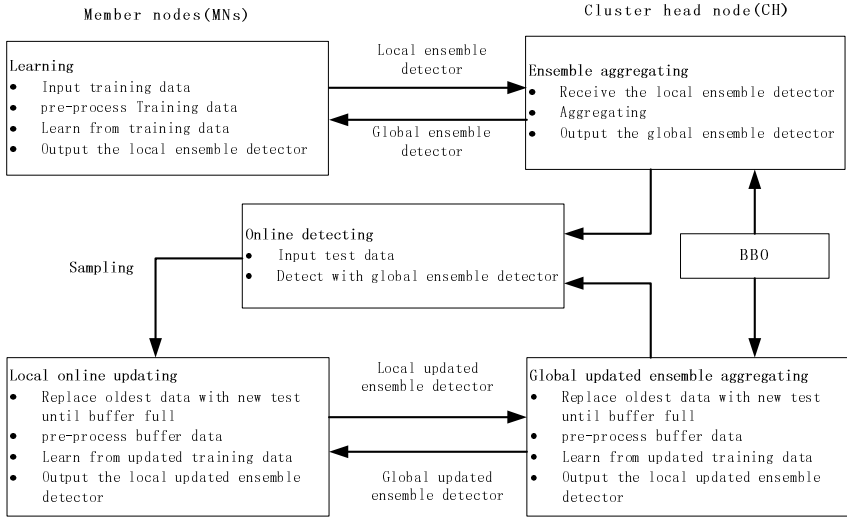 Member nodes(MNs)
Cluster head node(CH)
Learning
● Input training data
● pre-process Training data
● Learn from training data
● Output the local ensemble detector
Local ensemble
detector
Global ensemble
detector
Ensemble aggregating
● Receive the local ensemble detector
● Aggregating
● Output the global ensemble detector
Online detecting
● Input test data
● Detect with global ensemble detector
Sampling
BBO
Local online updating
● Replace oldest data with new test
until buffer full
● pre-process buffer data
● Learn from updated training data
● Output the local updated ensemble
detector
Local updated
ensemble detector
Global updated
ensemble detector
Global updated ensemble aggregating
● Replace oldest data with new test
until buffer full
● pre-process buffer data
● Learn from updated training data
● Output the local updated ensemble
detector